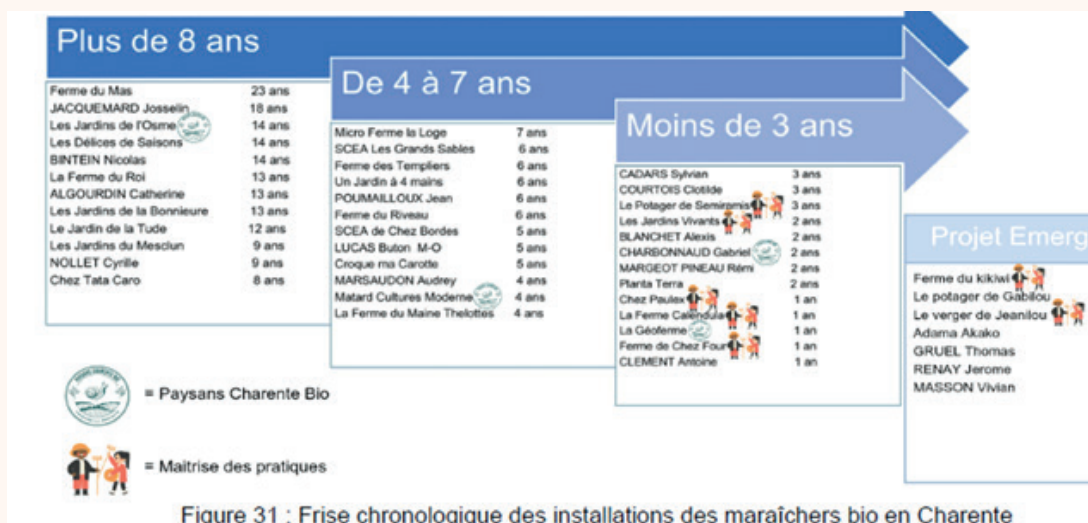 Plus de 8 ans
Ferme du Mas 23 ans
JACQUEMARD Josselin 18 ans
Les Jardins de l'Osme 14 ans
Les Délices de Saisons 14 ans
BINTEIN Nicolas 14 ans
La Ferme du Roi 13 ans
ALGOURDIN Catherine 13 ans
Les Jardins de la Bonnieure 13 ans
Le Jardin de la Tude 12 ans
Les Jardins du Mesclun 9 ans
NOLLET Cyrille 9 ans
Chez Tata Caro 8 ans
De 4 à 7 ans
Micro Ferme la Loge 7 ans
SCEA Les Grands Sables 6 ans
Ferme des Templiers 6 ans
Un Jardin à 4 mains 6 ans
POUMAILLOUX Jean 6 ans
Ferme du Riveau 6 ans
SCEA de Chez Bordes 5 ans
LUCAS Buton M-O 5 ans
Croque ma Carotte 5 ans
MARSAUDON Audrey 4 ans
Matard Cultures Moderne 4 ans
La Ferme du Maine Thelottes 4 ans
Moins de 3 ans
CADARS Sylvian 3 ans
COURTOIS Clotilde 3 ans
Le Potager de Semiramis 3 ans
Les Jardins Vivants 2 ans
BLANCHET Alexis 2 ans
CHARBONNAUD Gabriel 2 ans
MARGEOT PINEAU Rémi 2 ans
Planta Terra 2 ans
Chez Paulax 1 an
La Ferme Calendula 1 an
La Géoferme 1 an
Ferme de Chez Four 1 an
CLEMENT Antoine 1 an
Projet Emerg
Ferme du kikiwi
Le potager de Gabilou
Le verger de Jeanilou
Adama Akako
GRUEL Thomas
RENAY Jerome
MASSON Vivian
= Paysans Charente Bio
= Maitrise des pratiques
Figure 31 : Frise chronologique des installations des maraîchers bio en Charente